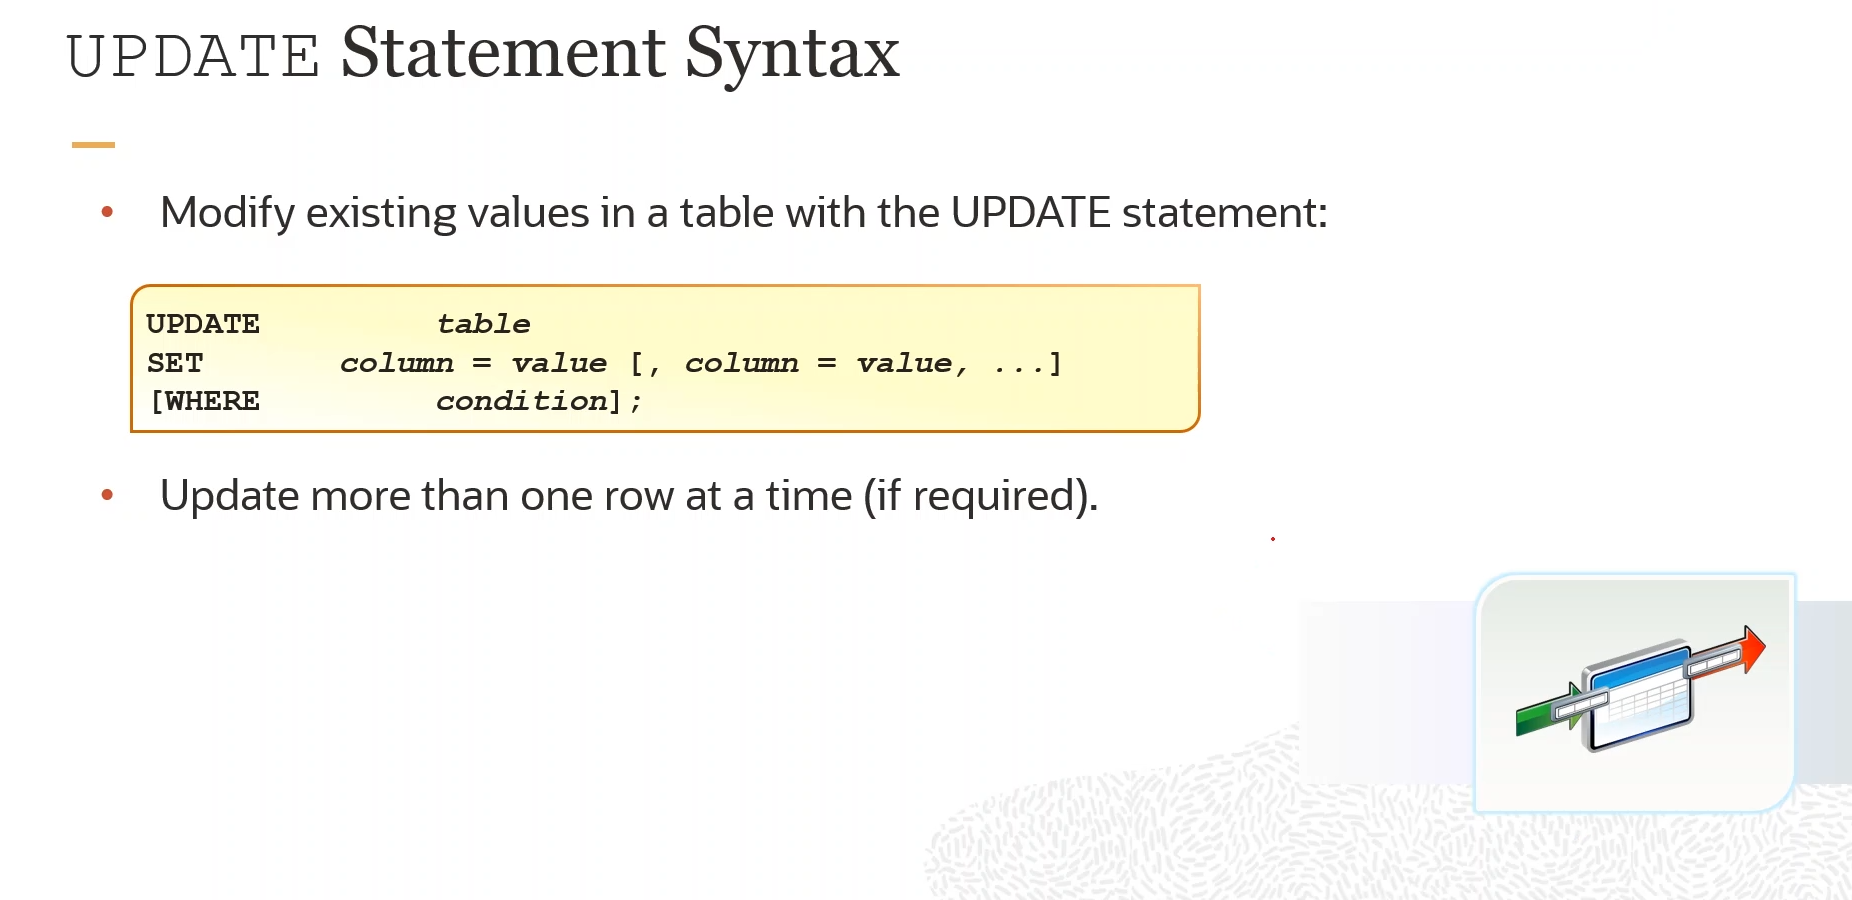 UPDATE Statement Syntax
• Modify existing values in a table with the UPDATE statement:
UPDATE table
SET column = value [, column = value, ...]
[WHERE condition];
• Update more than one row at a time (if required).